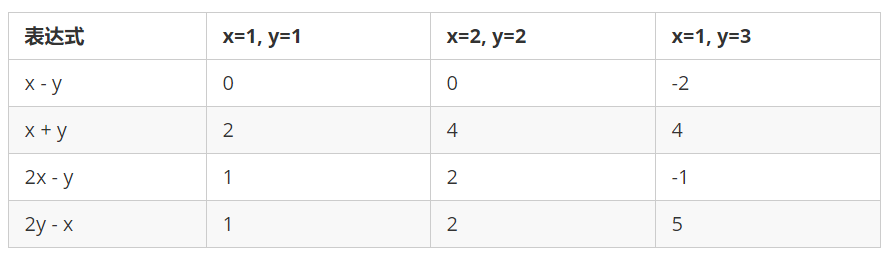 表达式 x=1, y=1 x=2, y=2 x=1, y=3
x - y 0 0 -2
x + y 2 4 4
2x - y 1 2 -1
2y - x 1 2 5